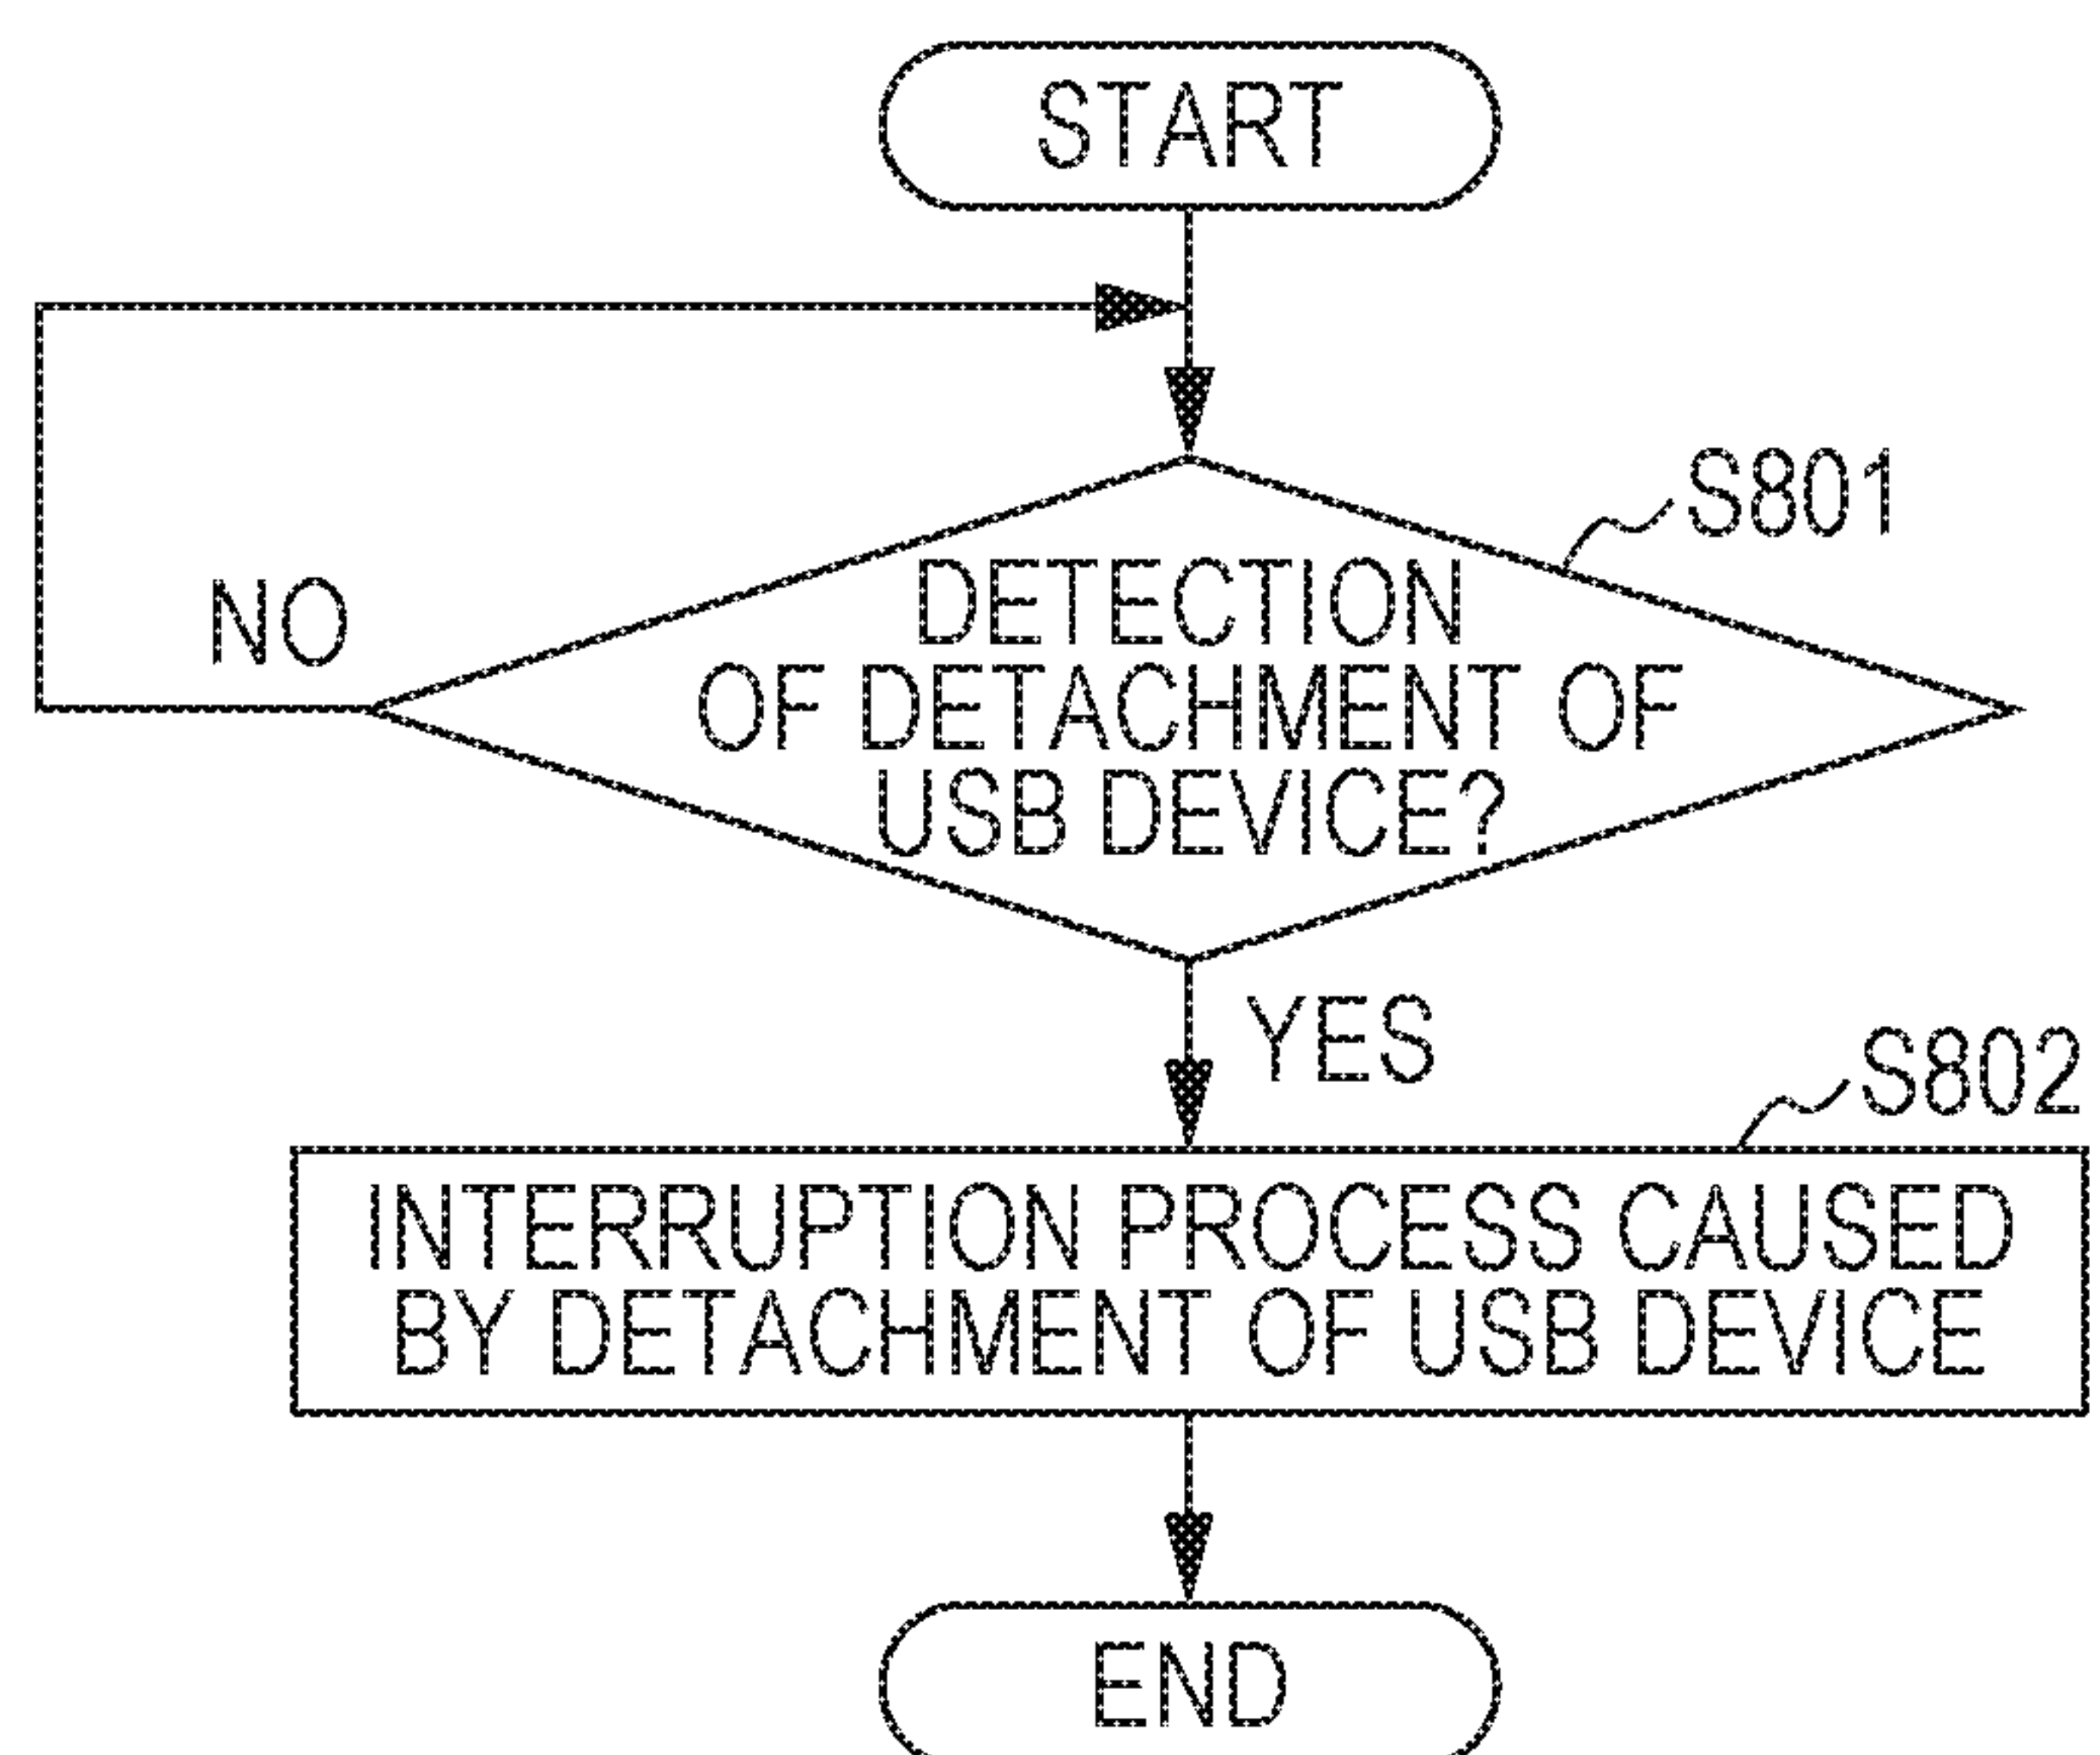 START
S801
DETECTION
OF DETACHMENT OF
USB DEVICE?
NO
YES
S802
INTERRUPTION PROCESS CAUSED
BY DETACHMENT OF USB DEVICE
END